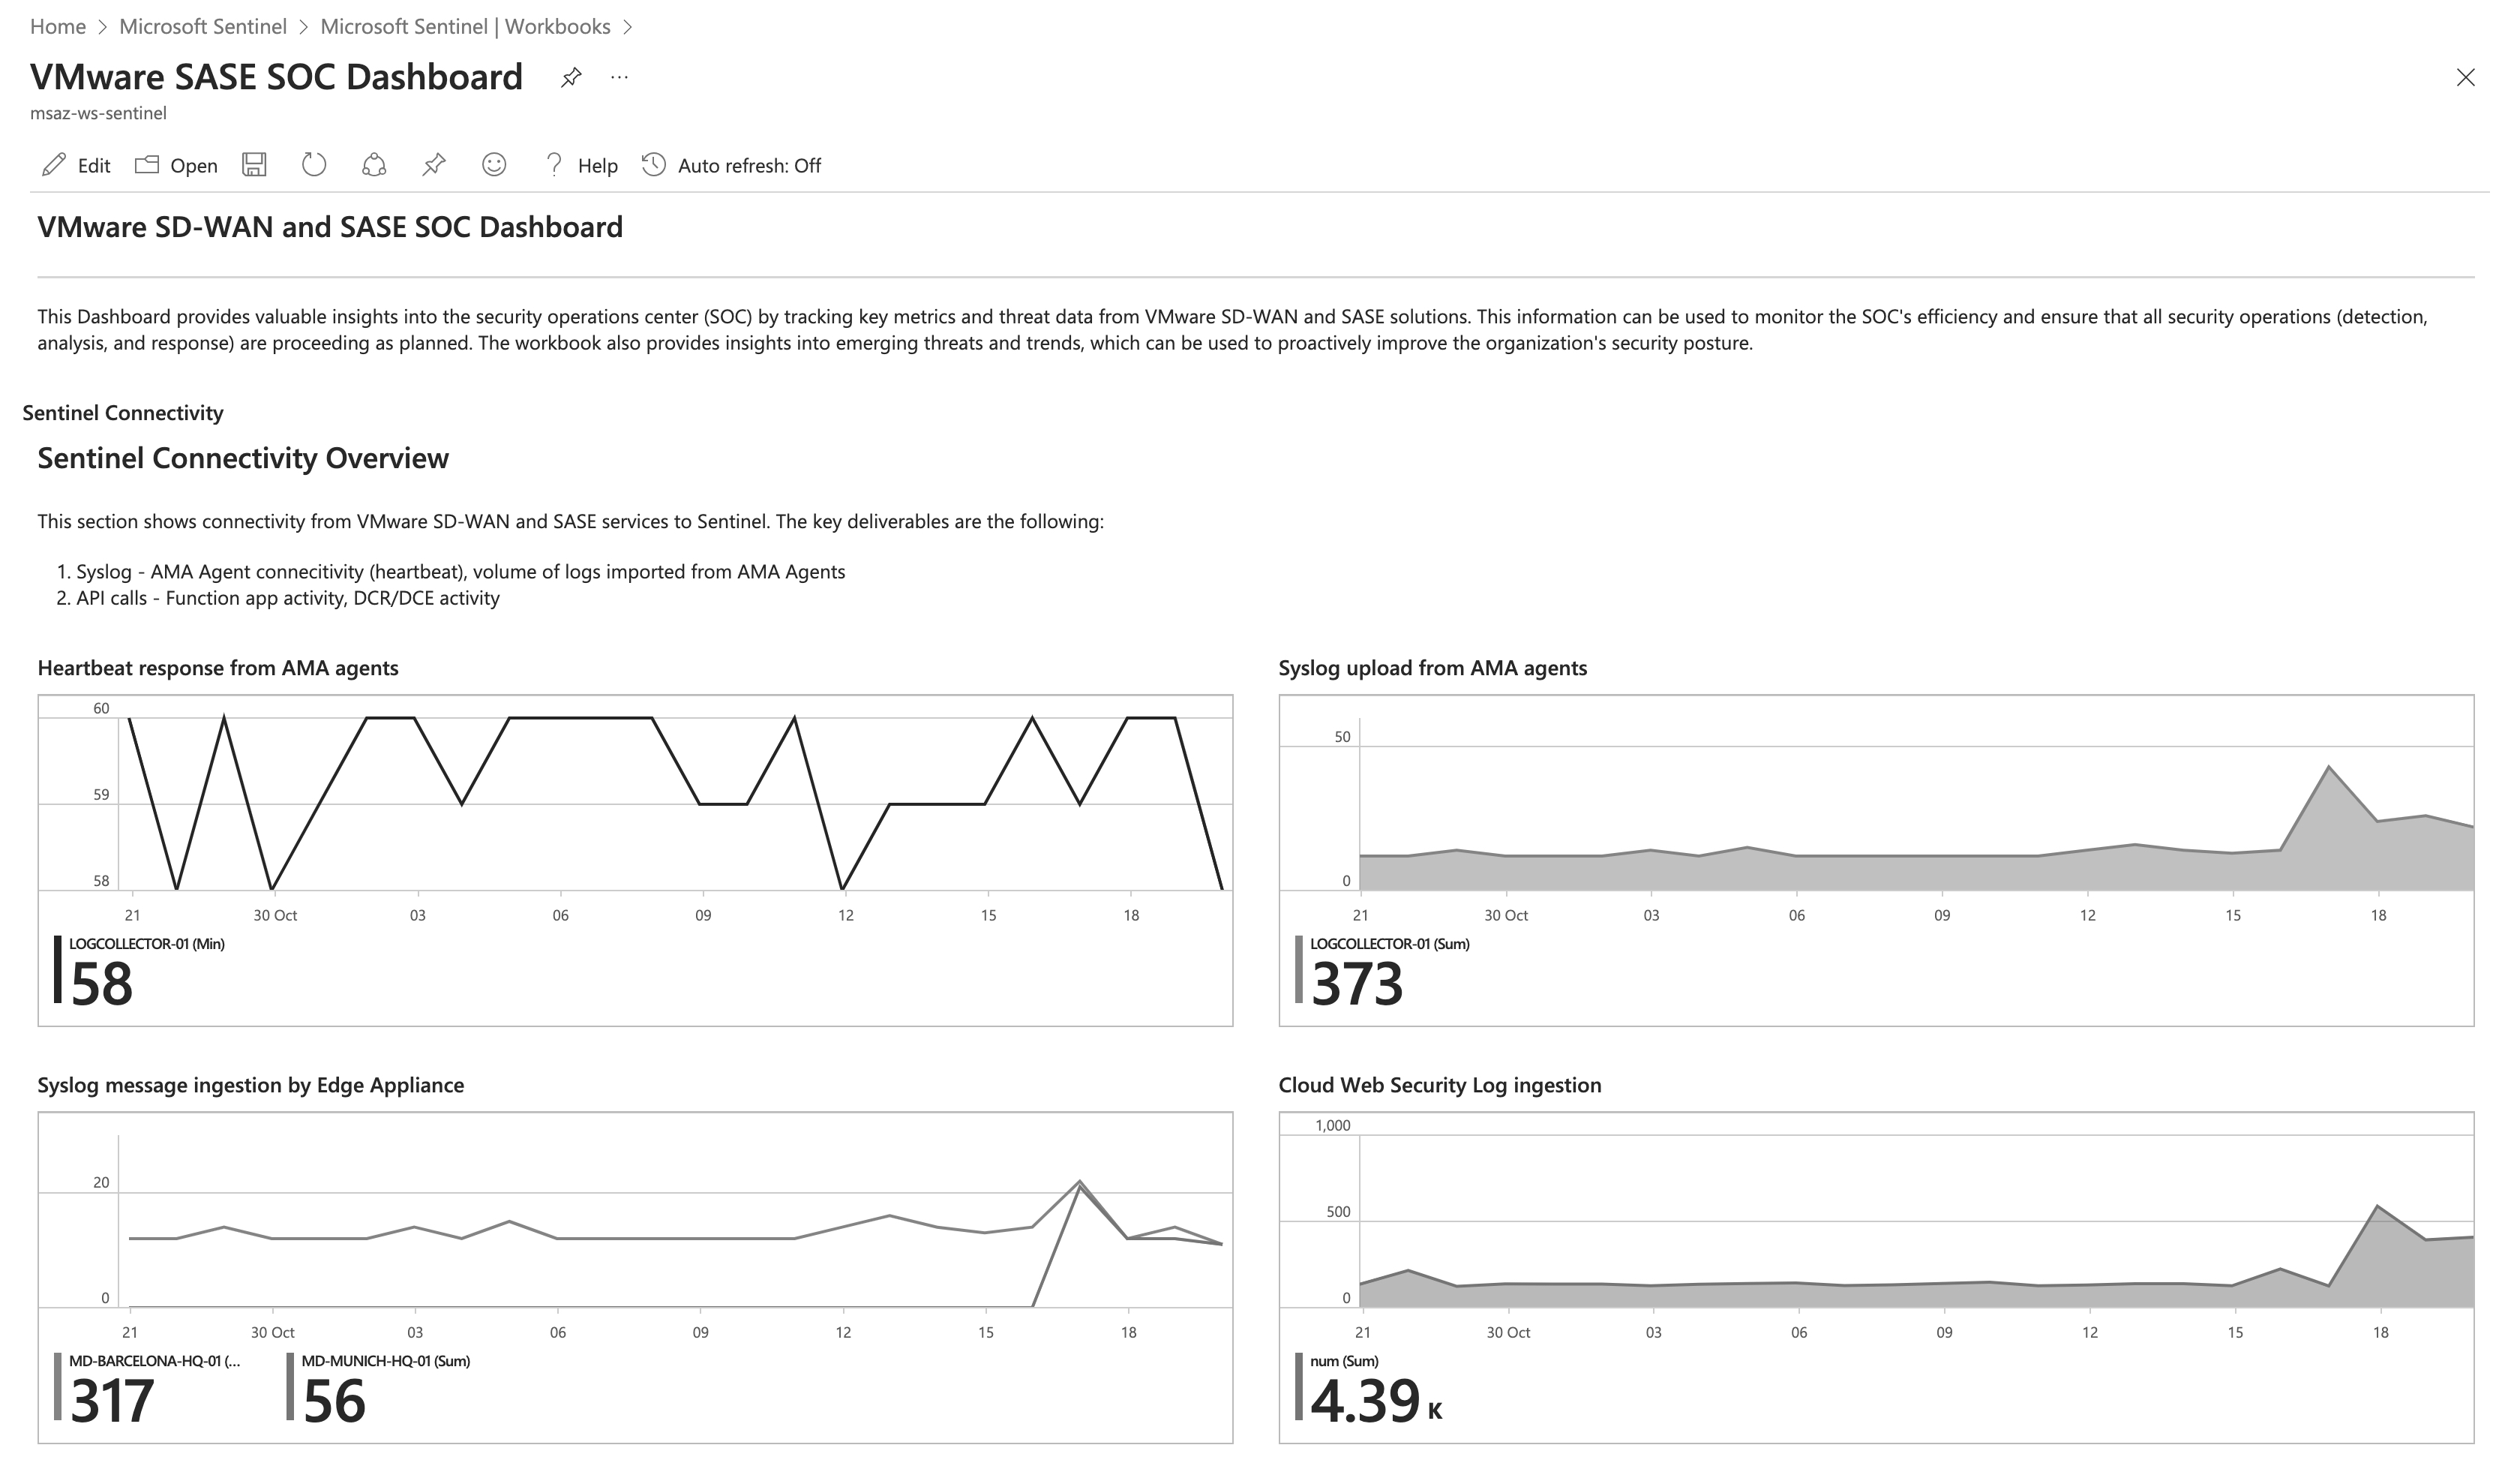 Home > Microsoft Sentinel > Microsoft Sentinel | Workbooks >
VMware SASE SOC Dashboard ...
msaz-ws-sentinel
Edit Open ? Help Auto refresh: Off
VMware SD-WAN and SASE SOC Dashboard
This Dashboard provides valuable insights into the security operations center (SOC) by tracking key metrics and threat data from VMware SD-WAN and SASE solutions. This information can be used to monitor the SOC's efficiency and ensure that all security operations (detection,
analysis, and response) are proceeding as planned. The workbook also provides insights into emerging threats and trends, which can be used to proactively improve the organization's security posture.
Sentinel Connectivity
Sentinel Connectivity Overview
This section shows connectivity from VMware SD-WAN and SASE services to Sentinel. The key deliverables are the following:
1. Syslog - AMA Agent connecitivity (heartbeat), volume of logs imported from AMA Agents
2. API calls - Function app activity, DCR/DCE activity
Heartbeat response from AMA agents
60
59
58
21 30 Oct 03 06 09 12 15 18
LOGCOLLECTOR-01 (Min)
58
Syslog upload from AMA agents
50
0
21 30 Oct 03 06 09 12 15 18
LOGCOLLECTOR-01 (Sum)
373
Syslog message ingestion by Edge Appliance
20
0
21 30 Oct 03 06 09 12 15 18
MD-BARCELONA-HQ-01 (... MD-MUNICH-HQ-01 (Sum)
317 56
Cloud Web Security Log ingestion
1,000
500
0
21 30 Oct 03 06 09 12 15 18
num (Sum)
4.39 K